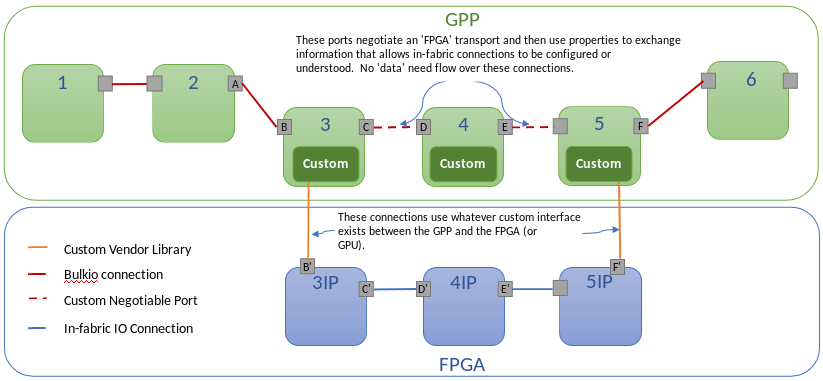 GPP
These ports negotiate an 'FPGA' transport and then use properties to exchange
information that allows in-fabric connections to be configured or
understood. No 'data' need flow over these connections.
1
2
A
B
3
C
D
4
E
5
F
6
Custom
Custom
Custom
These connections use whatever custom interface
exists between the GPP and the FPGA (or
GPU).
Custom Vendor Library
Bulkio connection
Custom Negotiable Port
In-fabric IO Connection
B'
3IP
C'
D'
4IP
E'
F'
5IP
FPGA